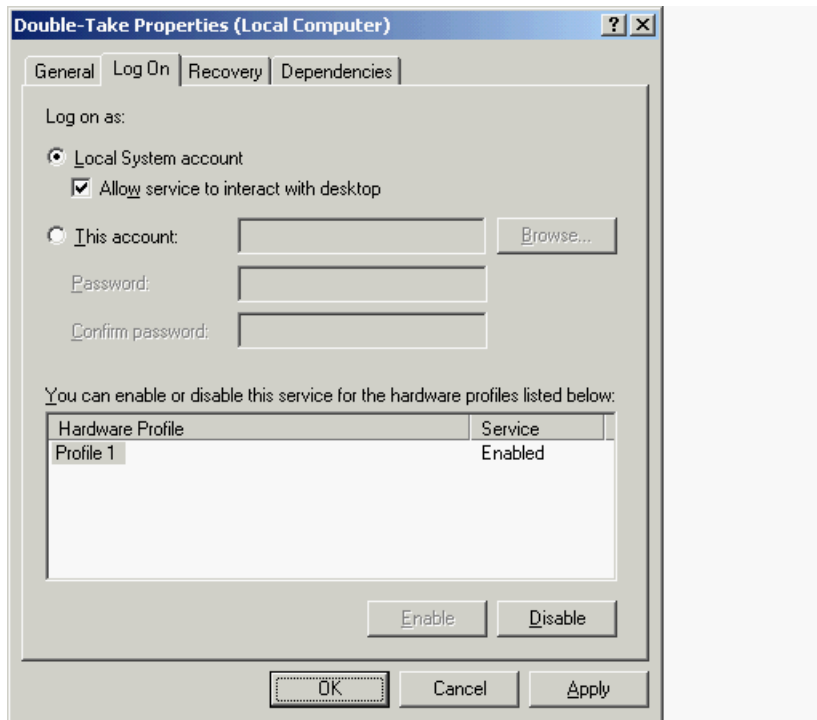 Double-Take Properties (Local Computer)
General Log On Recovery Dependencies
Log on as:
Local System account
Allow service to interact with desktop
This account: Browse...
Password:
Confirm password:
You can enable or disable this service for the hardware profiles listed below:
Hardware Profile Service
Profile 1 Enabled
Enable Disable
OK Cancel Apply